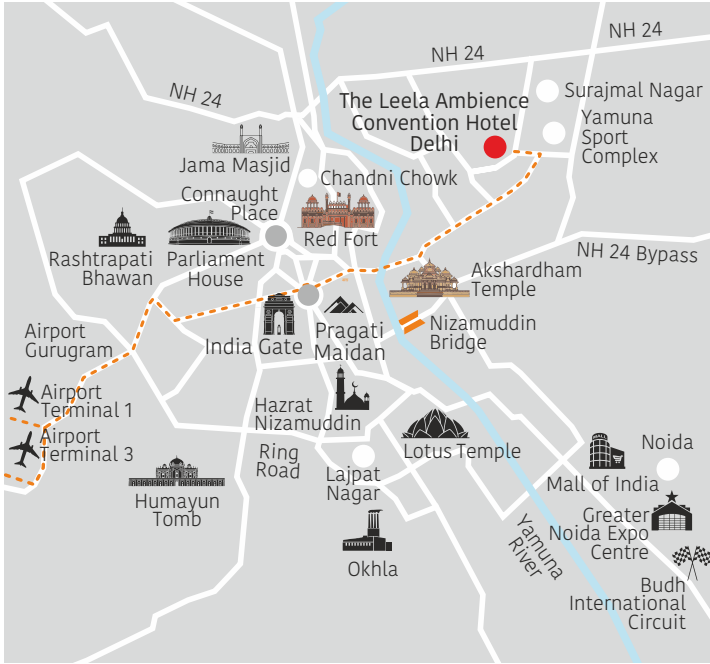 NH 24
NH 24
NH 24
The Leela Ambience
Convention Hotel
Delhi
Surajmal Nagar
Yamuna
Sport
Complex
Jama Masjid
Chandni Chowk
Connaught
Place
Red Fort
Rashtrapati
Bhawan
Parliament
House
NH 24 Bypass
Akshardham
Temple
Nizamuddin
Bridge
India Gate
Pragati
Maidan
Airport
Gurugram
Airport
Terminal 1
Airport
Terminal 3
Hazrat
Nizamuddin
Ring
Road
Lotus Temple
Lajpat
Nagar
Humayun
Tomb
Okhla
Noida
Mall of India
Greater
Noida Expo
Centre
Yamuna
River
Budh
International
Circuit